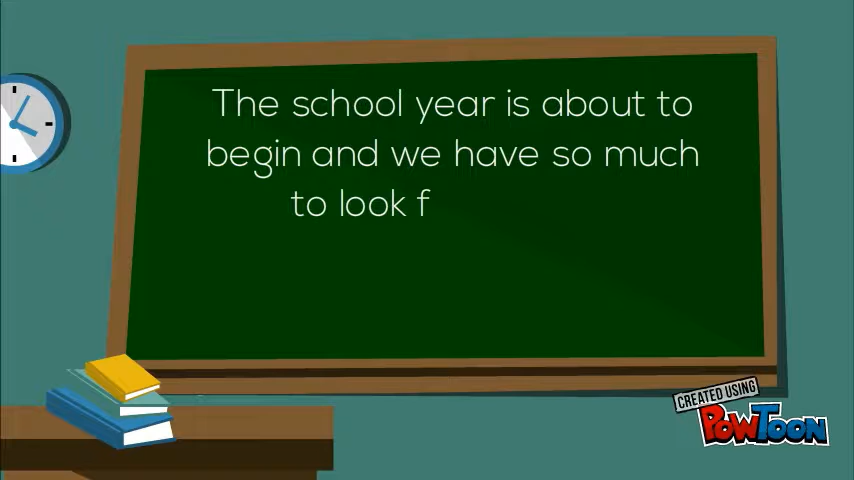 The school year is about to
begin and we have so much
to look f
CREATED USING
POWTOON